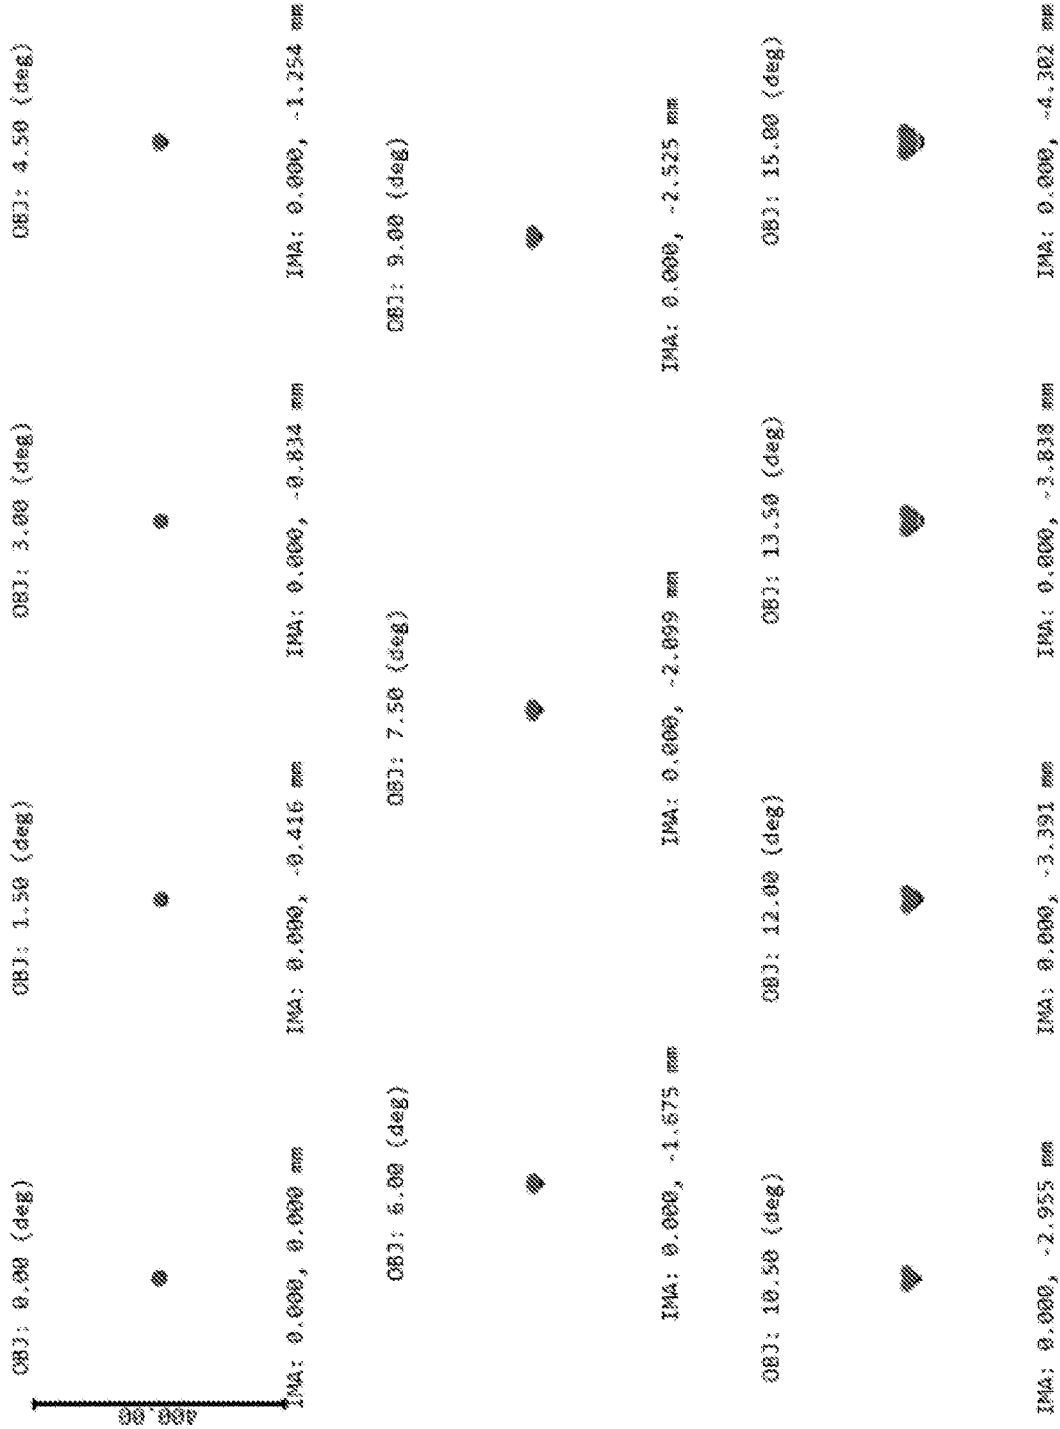 OBJ: 0.00 (deg)
OBJ: 1.50 (deg)
OBJ: 3.00 (deg)
OBJ: 4.50 (deg)
400.00
IMA: 0.000, 0.000 mm
IMA: 0.000, -0.416 mm
IMA: 0.000, -0.834 mm
IMA: 0.000, -1.254 mm
OBJ: 6.00 (deg)
OBJ: 7.50 (deg)
OBJ: 9.00 (deg)
IMA: 0.000, -1.675 mm
IMA: 0.000, -2.099 mm
IMA: 0.000, -2.525 mm
OBJ: 10.50 (deg)
OBJ: 12.00 (deg)
OBJ: 13.50 (deg)
OBJ: 15.00 (deg)
IMA: 0.000, -2.955 mm
IMA: 0.000, -3.391 mm
IMA: 0.000, -3.838 mm
IMA: 0.000, -4.302 mm